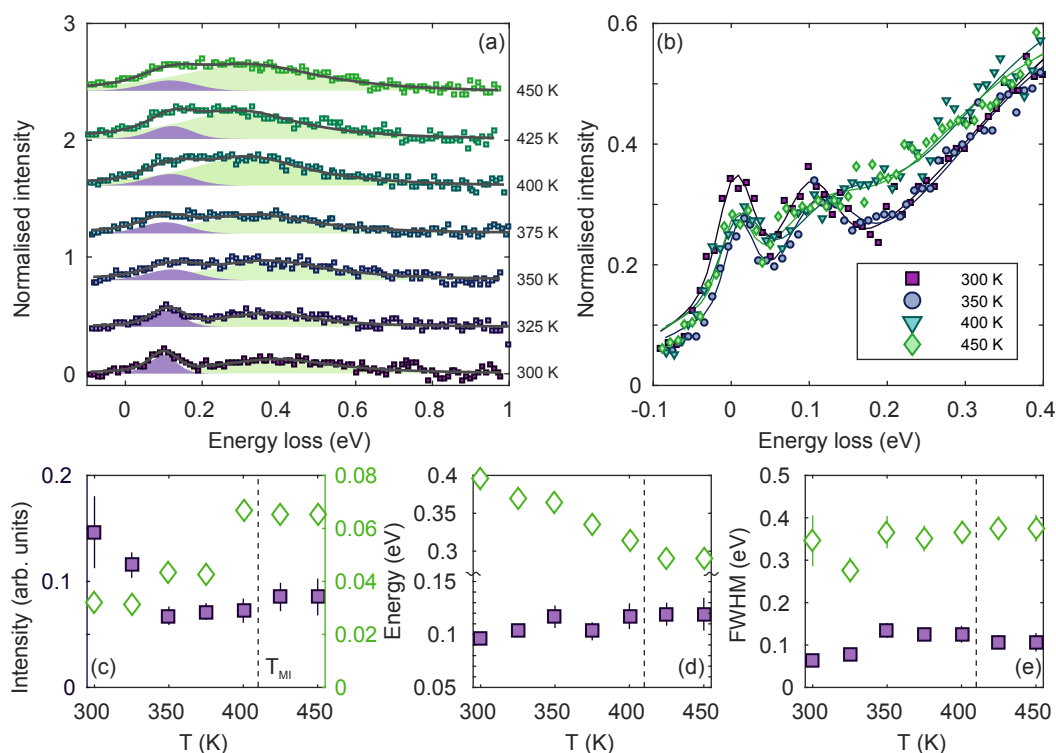 (a)
3
2
1
0
Normalised intensity
450 K
425 K
400 K
375 K
350 K
325 K
300 K
0 0.2 0.4 0.6 0.8 1
Energy loss (eV)
(b)
0.6
0.4
0.2
0
Normalised intensity
300 K
350 K
400 K
450 K
-0.1 0 0.1 0.2 0.3 0.4
Energy loss (eV)
0.2
0.1
0
Intensity (arb. units)
0.08
0.06
0.04
0.02
0
(c)
T_MI
300 350 400 450
T (K)
0.4
0.35
0.3
0.15
0.1
0.05
Energy (eV)
(d)
300 350 400 450
T (K)
0.5
0.4
0.3
0.2
0.1
0
FWHM (eV)
(e)
300 350 400 450
T (K)